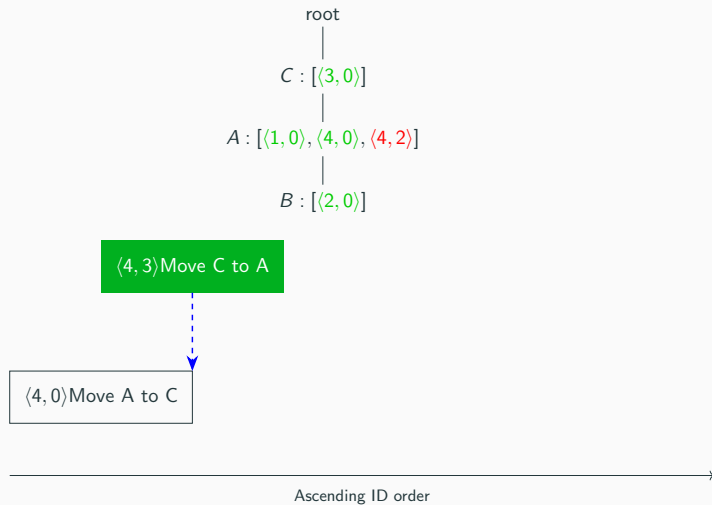 root
C : [⟨3, 0⟩]
A : [⟨1, 0⟩, ⟨4, 0⟩, ⟨4, 2⟩]
B : [⟨2, 0⟩]
⟨4, 3⟩Move C to A
⟨4, 0⟩Move A to C
Ascending ID order